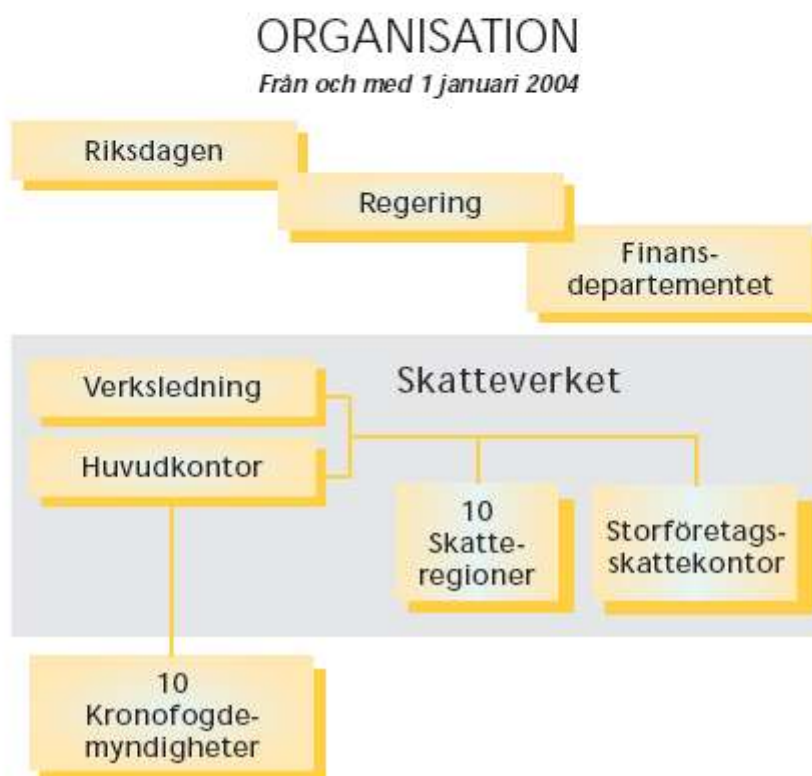 ORGANISATION
Från och med 1 januari 2004
Riksdagen
Regering
Finans-
departementet
Skatteverket
Verksledning
Huvudkontor
10
Skatte-
regioner
Storföretags-
skattekontor
10
Kronofogde-
myndigheter